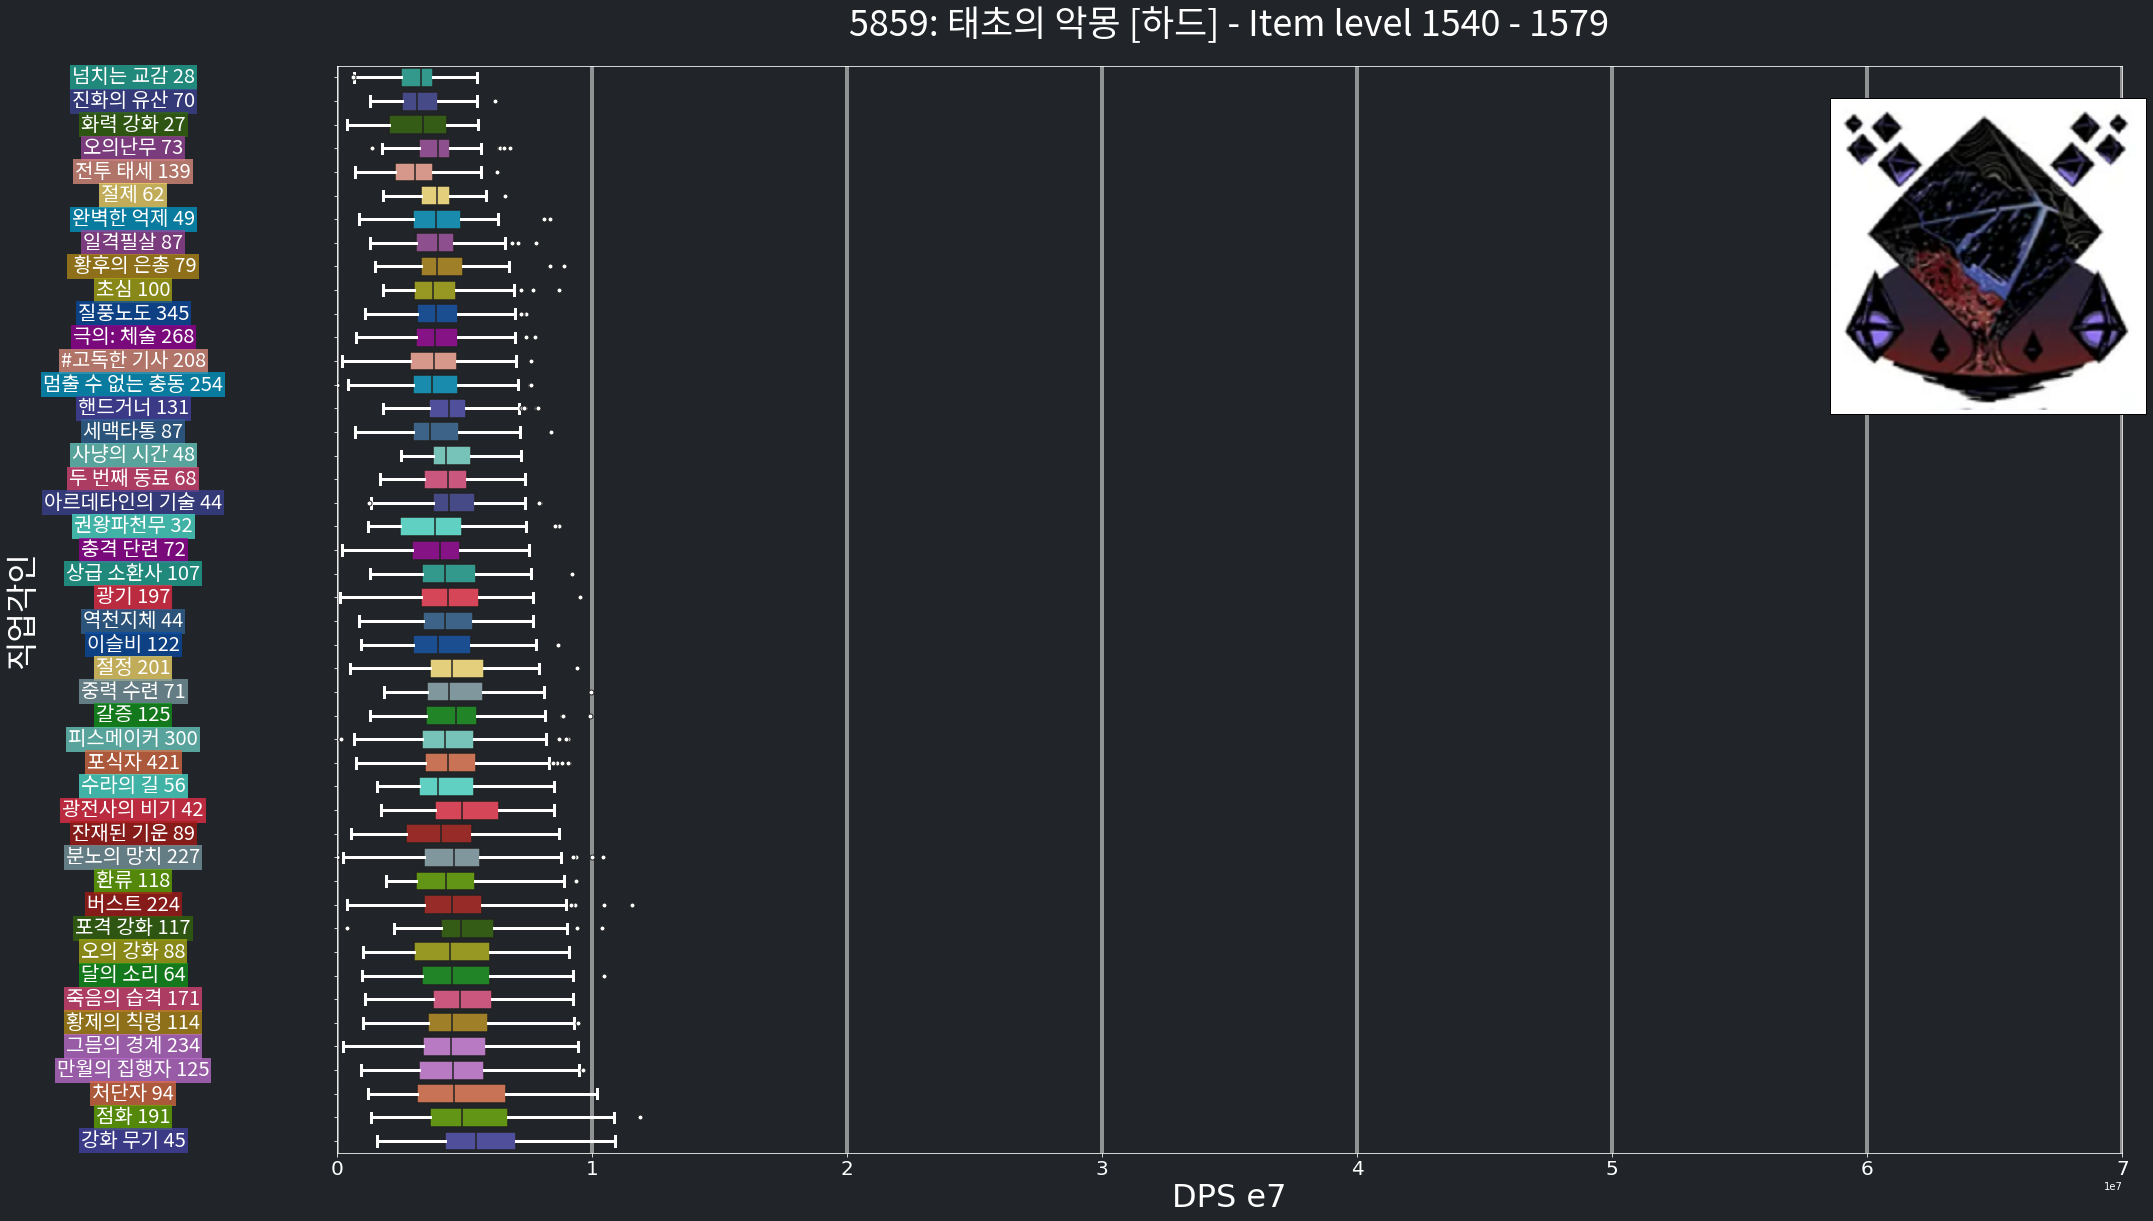 5859: 태초의 악몽 [하드] - Item level 1540 - 1579
넘치는 교감 28
진화의 유산 70
화력 강화 27
오의난무 73
전투 태세 139
절제 62
완벽한 억제 49
일격필살 87
황후의 은총 79
초심 100
질풍노도 345
극의: 체술 268
#고독한 기사 208
멈출 수 없는 충동 254
핸드거너 131
세맥타통 87
사냥의 시간 48
두 번째 동료 68
아르데타인의 기술 44
권왕파천무 32
충격 단련 72
상급 소환사 107
광기 197
역천지체 44
이슬비 122
절정 201
중력 수련 71
갈증 125
피스메이커 300
포식자 421
수라의 길 56
광전사의 비기 42
잔재된 기운 89
분노의 망치 227
환류 118
버스트 224
포격 강화 117
오의 강화 88
달의 소리 64
죽음의 습격 171
황제의 칙령 114
그믐의 경계 234
만월의 집행자 125
처단자 94
점화 191
강화 무기 45
직업각인
0 1 2 3 4 5 6 7
1e7
DPS e7